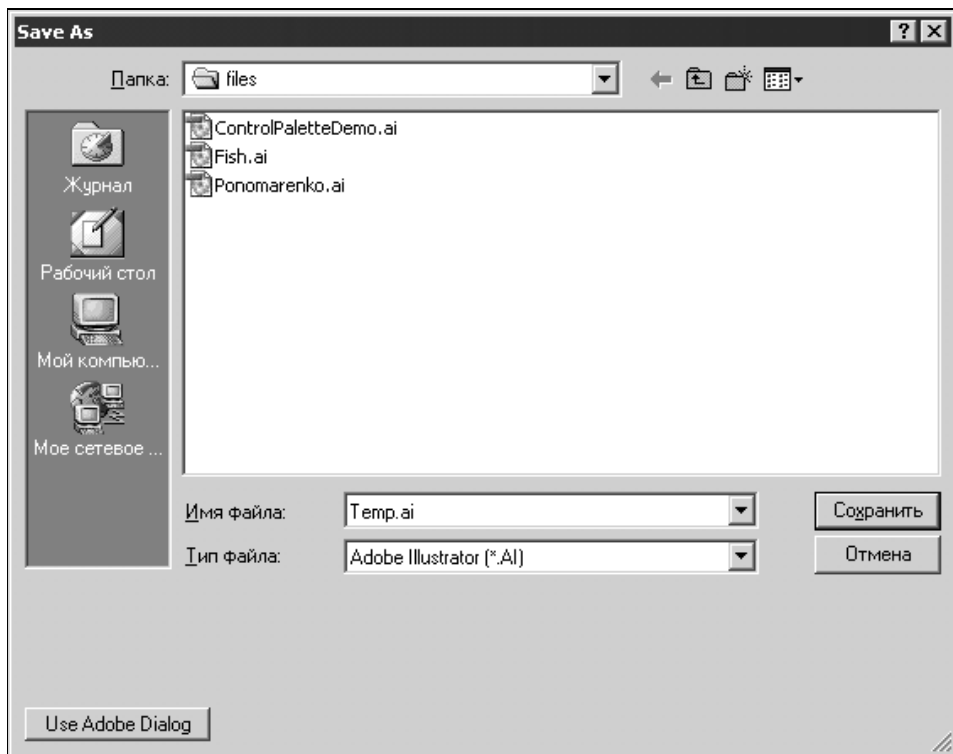 Save As
Папка: files
ControlPaletteDemo.ai
Fish.ai
Ponomarenko.ai
Журнал
Рабочий стол
Мой компью...
Мое сетевое ...
Имя файла: Temp.ai Сохранить
Тип файла: Adobe Illustrator (*.AI) Отмена
Use Adobe Dialog